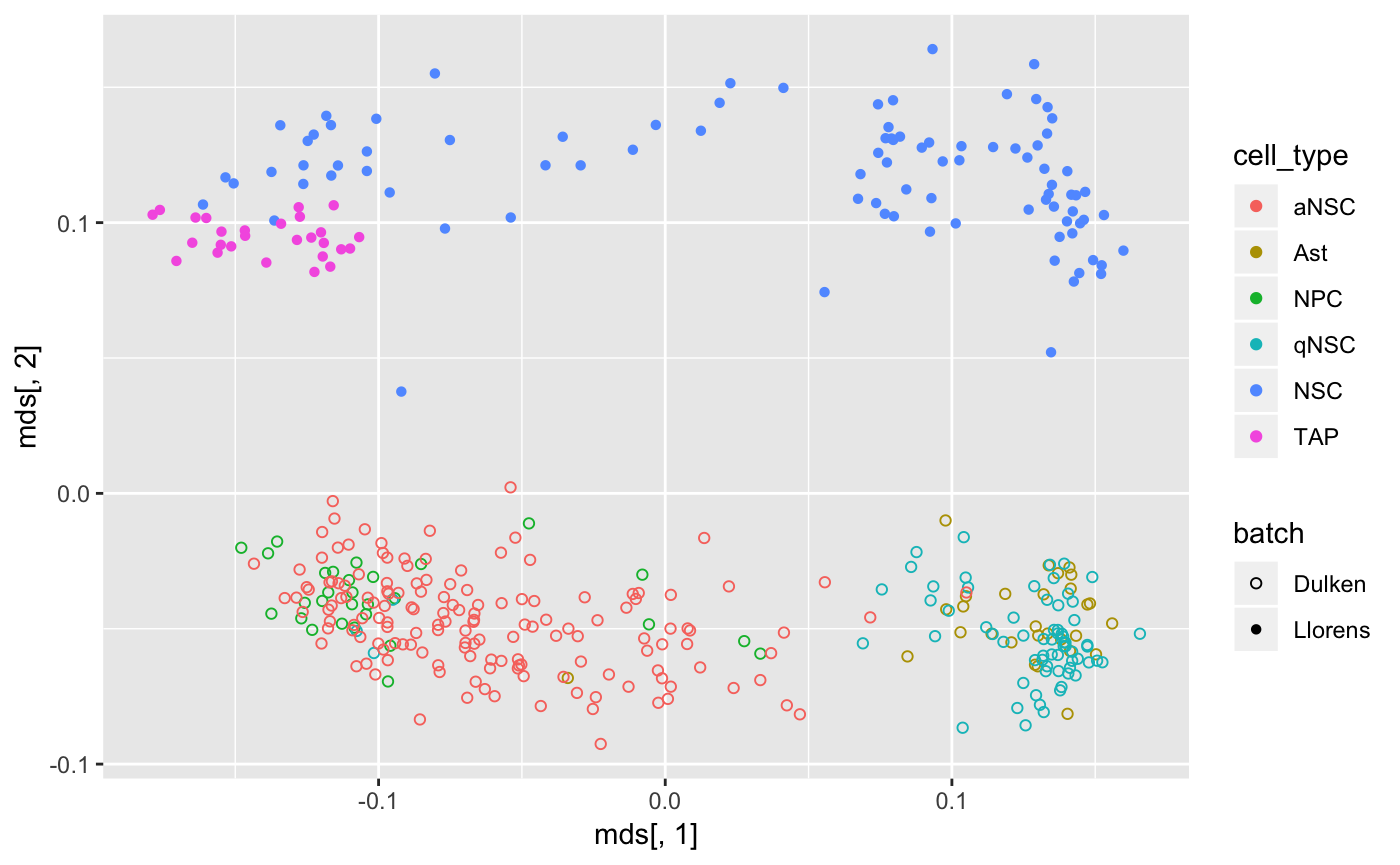 0.1
0.0
-0.1
mds[, 2]
-0.1
0.0
0.1
mds[, 1]
cell_type
aNSC
Ast
NPC
qNSC
NSC
TAP
batch
Dulken
Llorens